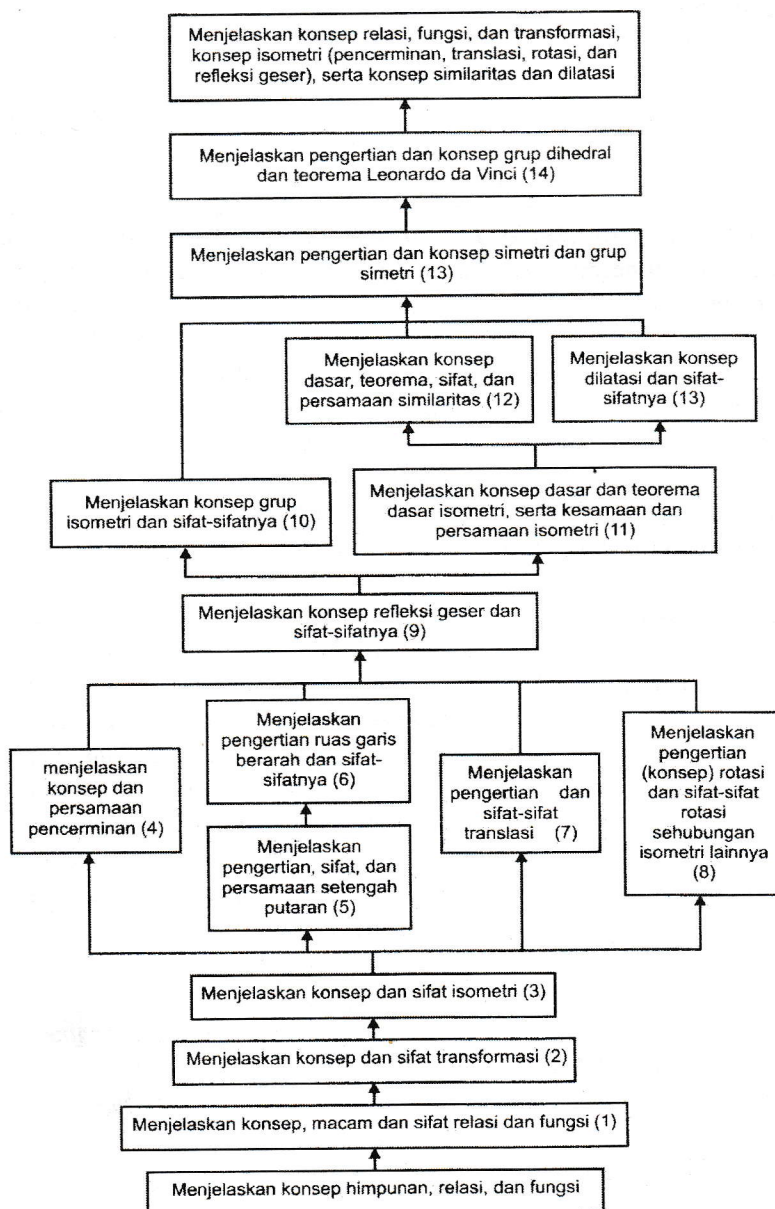 Menjelaskan konsep relasi, fungsi, dan transformasi,
konsep isometri (pencerminan, translasi, rotasi, dan
refleksi geser), serta konsep similaritas dan dilatasi
Menjelaskan pengertian dan konsep grup dihedral
dan teorema Leonardo da Vinci (14)
Menjelaskan pengertian dan konsep simetri dan grup
simetri (13)
Menjelaskan konsep
dasar, teorema, sifat, dan
persamaan similaritas (12)
Menjelaskan konsep
dilatasi dan sifat-
sifatnya (13)
Menjelaskan konsep grup
isometri dan sifat-sifatnya (10)
Menjelaskan konsep dasar dan teorema
dasar isometri, serta kesamaan dan
persamaan isometri (11)
Menjelaskan konsep refleksi geser dan
sifat-sifatnya (9)
menjelaskan
konsep dan
persamaan
pencerminan (4)
Menjelaskan
pengertian ruas garis
berarah dan sifat-
sifatnya (6)
Menjelaskan
pengertian, sifat, dan
persamaan setengah
putaran (5)
Menjelaskan
pengertian dan
sifat-sifat
translasi (7)
Menjelaskan
pengertian
(konsep) rotasi
dan sifat-sifat
rotasi
sehubungan
isometri lainnya
(8)
Menjelaskan konsep dan sifat isometri (3)
Menjelaskan konsep dan sifat transformasi (2)
Menjelaskan konsep, macam dan sifat relasi dan fungsi (1)
Menjelaskan konsep himpunan, relasi, dan fungsi